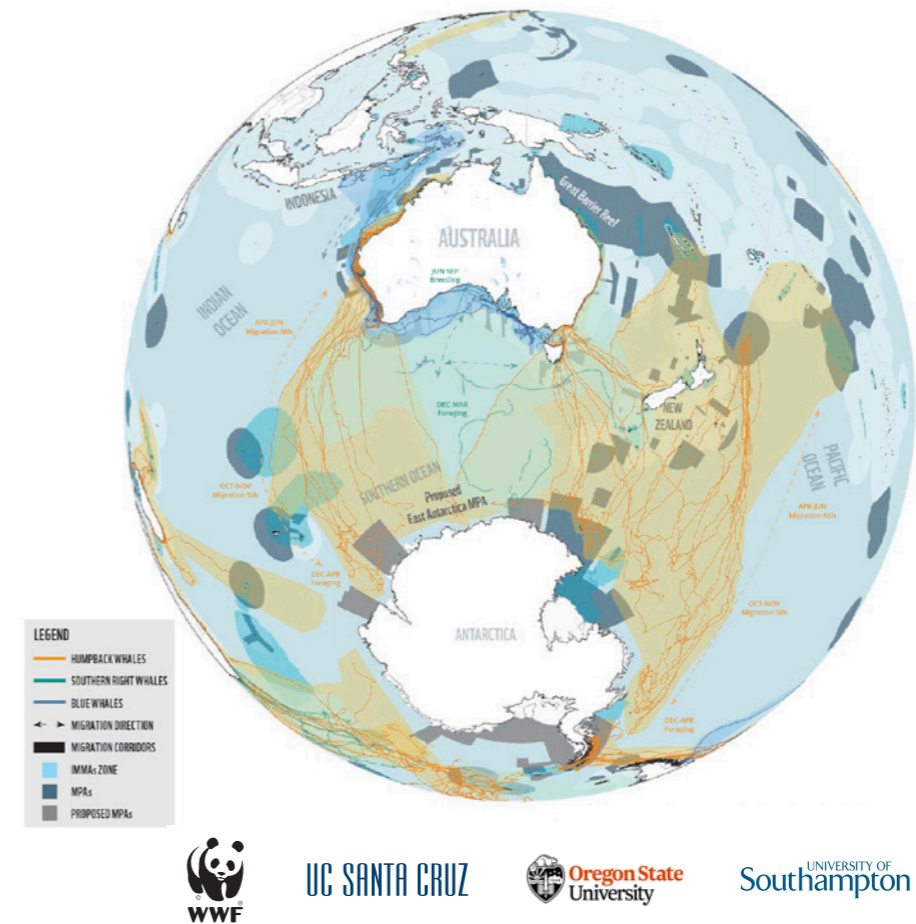 INDONESIA
Great Barrier Reef
AUSTRALIA
JUN-SEP
Breeding
INDIAN
OCEAN
APR-JUN
Migration Nth
DEC-MAR
Foraging
NEW
ZEALAND
SOUTHERN OCEAN
Proposed
East Antarctica MPA
PACIFIC
OCEAN
OCT-NOV
Migration Sth
APR-JUN
Migration Nth
DEC-APR
Foraging
OCT-NOV
Migration Sth
ANTARCTICA
DEC-APR
Foraging
LEGEND
HUMPBACK WHALES
SOUTHERN RIGHT WHALES
BLUE WHALES
MIGRATION DIRECTION
MIGRATION CORRIDORS
IMMAs ZONE
MPAs
PROPOSED MPAs
WWF
UC SANTA CRUZ
Oregon State
University
UNIVERSITY OF
Southampton